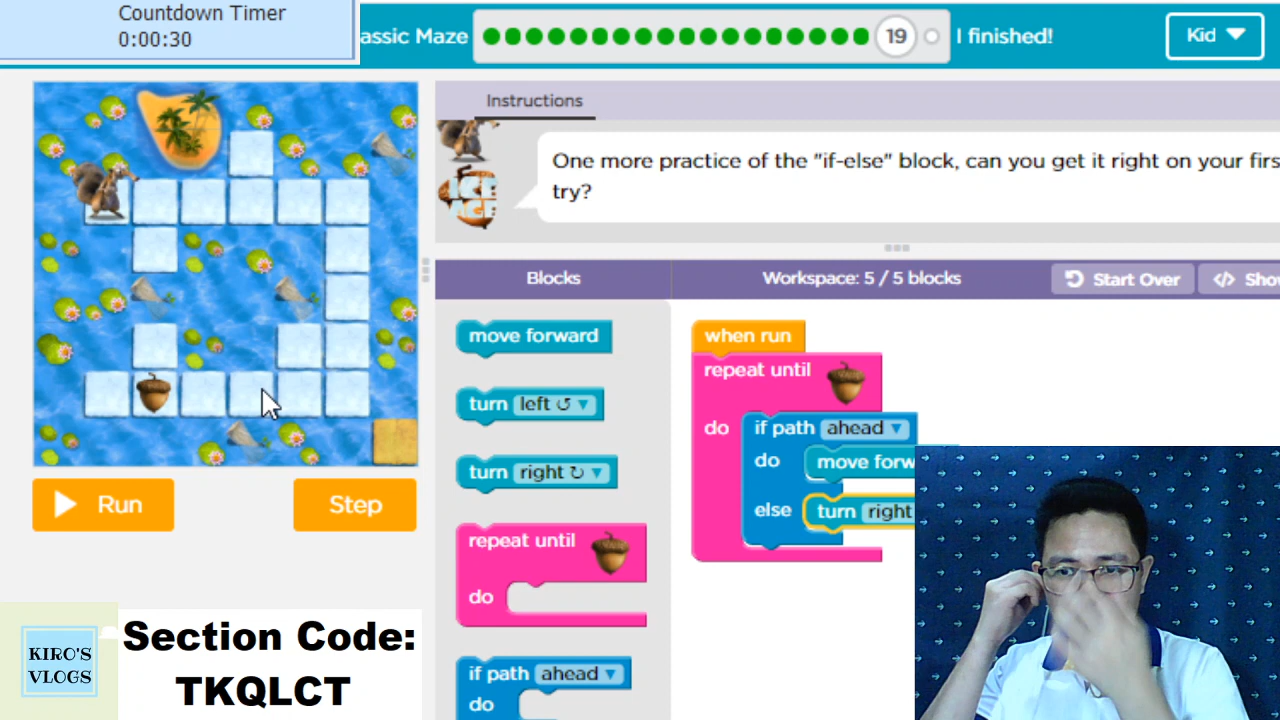 Countdown Timer
0:00:30
assic Maze
19
I finished!
Kid
Instructions
One more practice of the "if-else" block, can you get it right on your firs
try?
ICE
AGE
Blocks
Workspace: 5 / 5 blocks
Start Over
</> Sho
move forward
turn left ↺ ▼
turn right ↻ ▼
repeat until
do
if path ahead ▼
do
when run
repeat until
do
if path ahead ▼
do
move forw
else
turn right
Run
Step
KIRO'S
VLOGS
Section Code:
TKQLCT